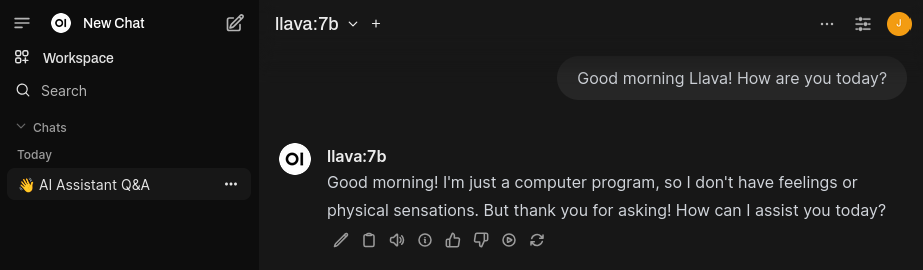 OI New Chat
llava:7b
J
Workspace
Search
Chats
Today
👋 AI Assistant Q&A
Good morning Llava! How are you today?
OI
llava:7b
Good morning! I'm just a computer program, so I don't have feelings or
physical sensations. But thank you for asking! How can I assist you today?